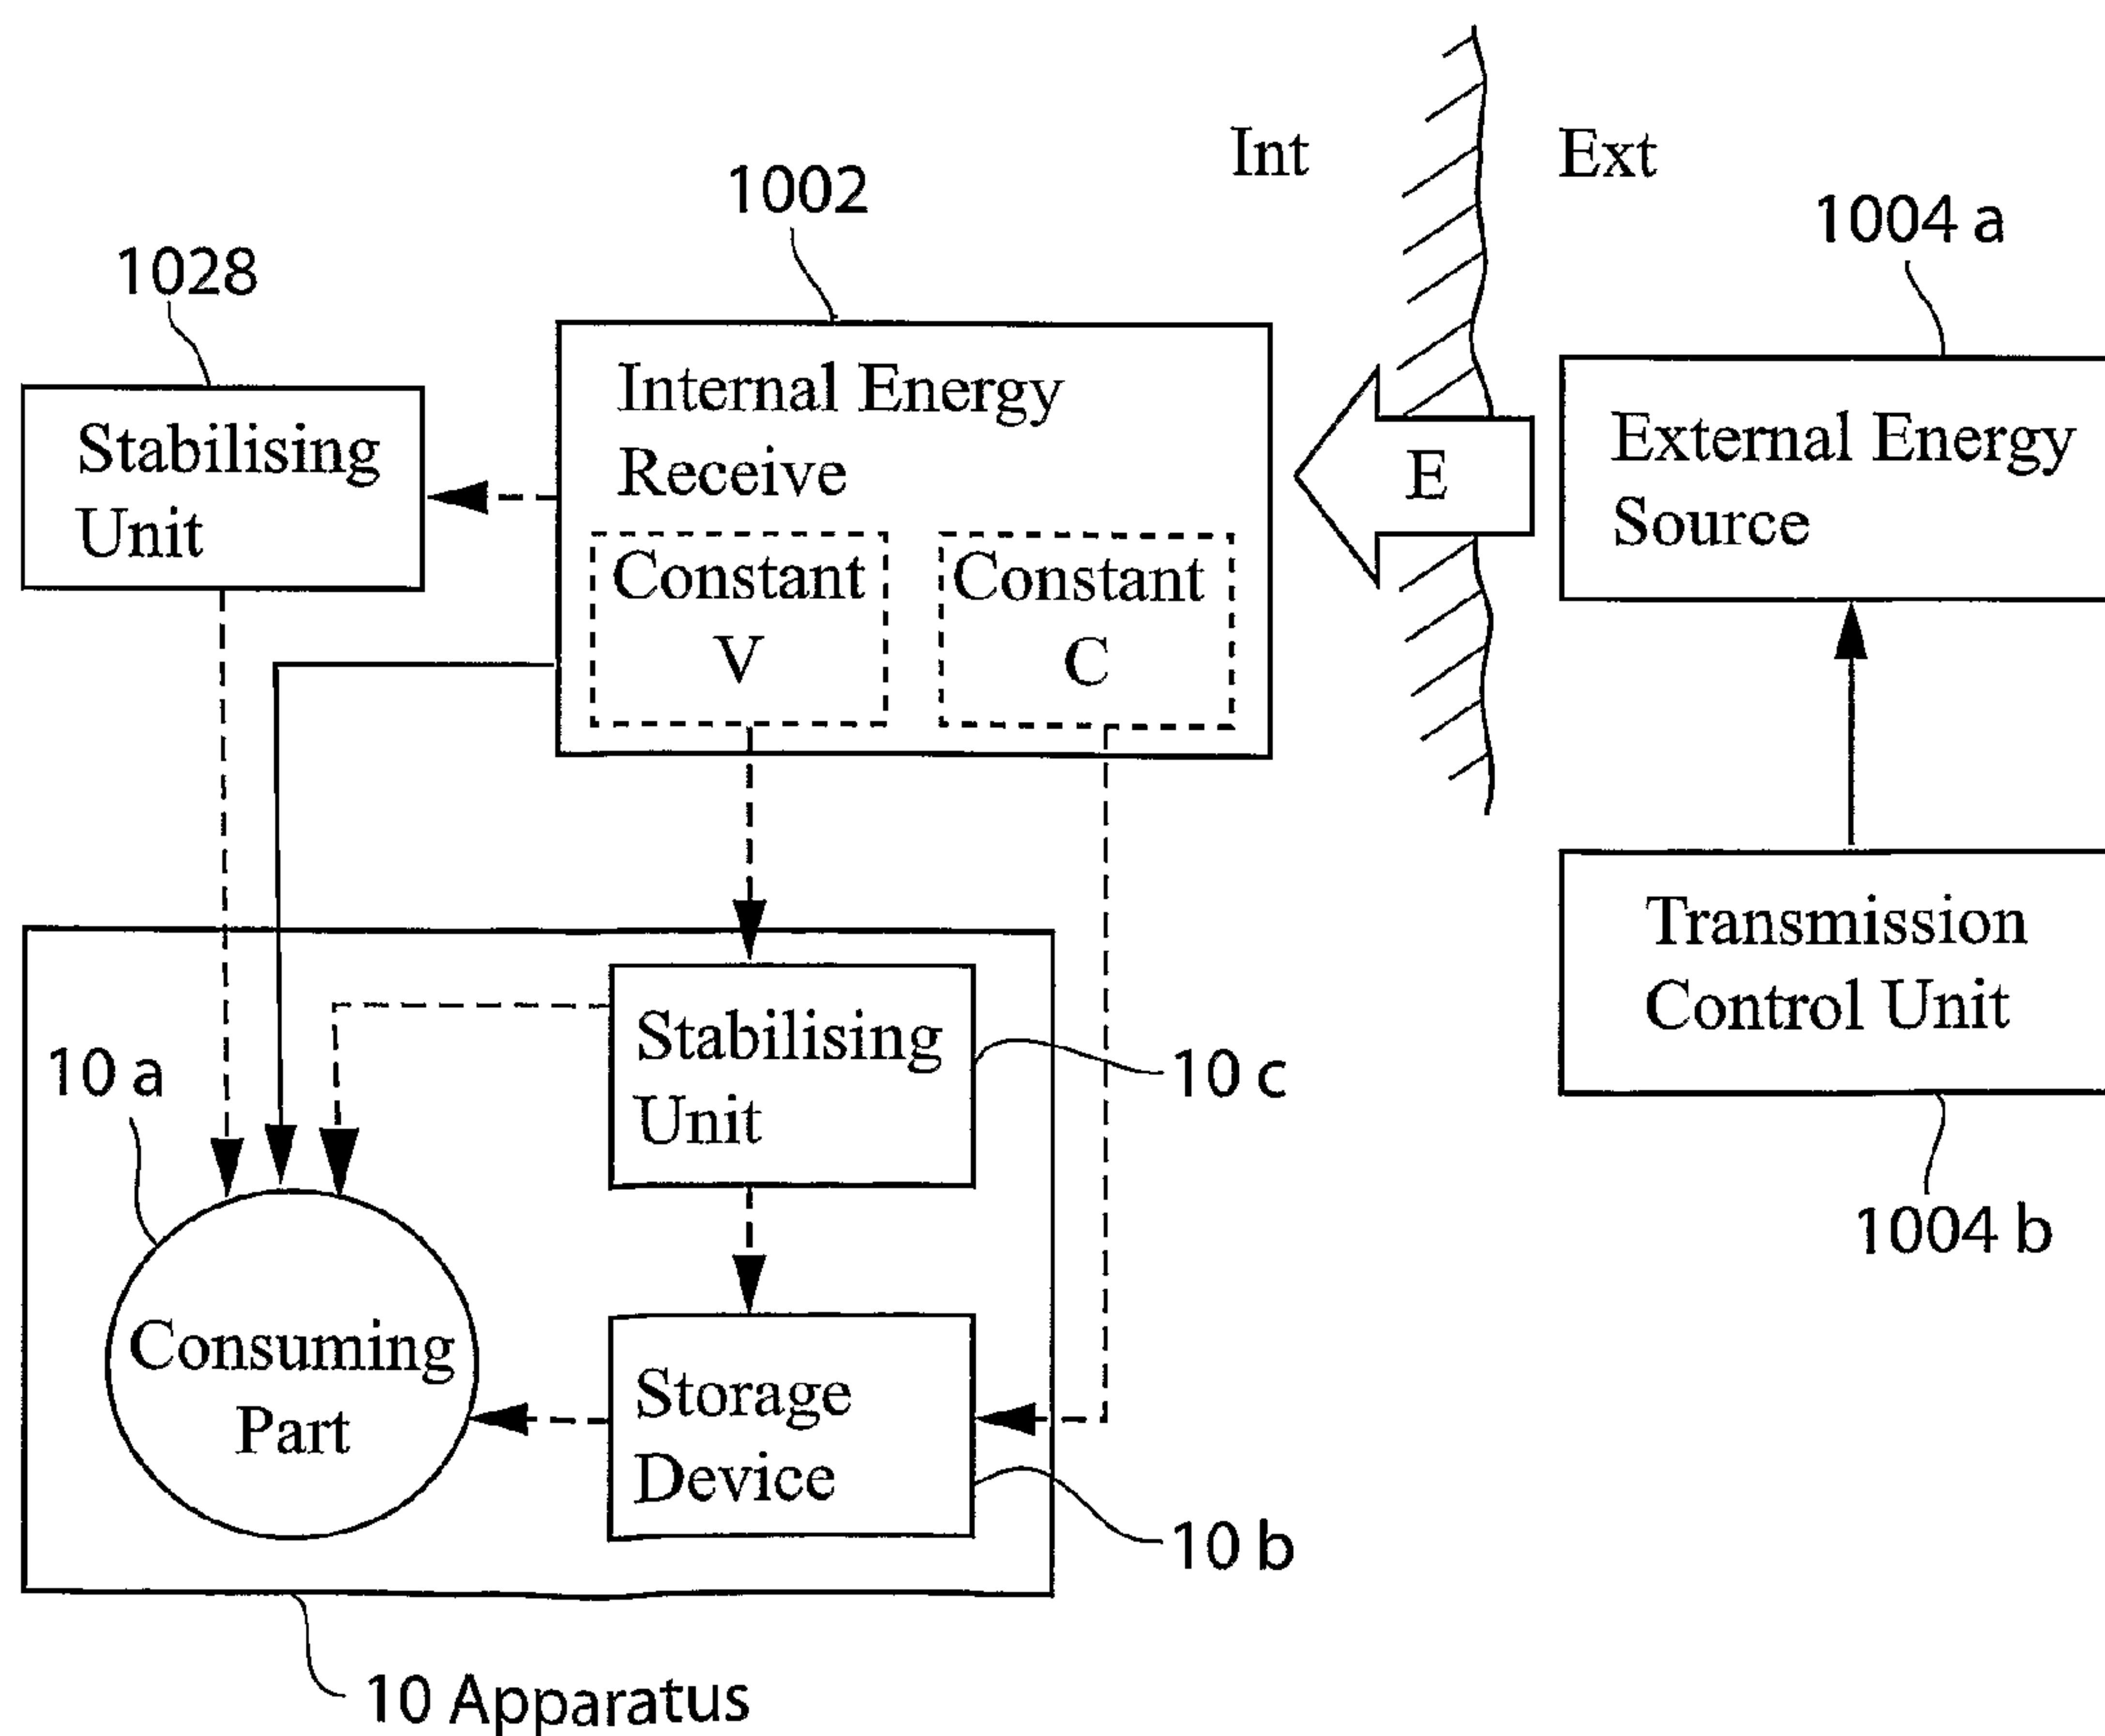 Int
Ext
1002
1004 a
1028
Internal Energy
Receive
Stabilising
Unit
External Energy
Source
E
Constant
V
Constant
C
Transmission
Control Unit
Stabilising
Unit
10 a
10 c
1004 b
Consuming
Part
Storage
Device
10 b
10 Apparatus